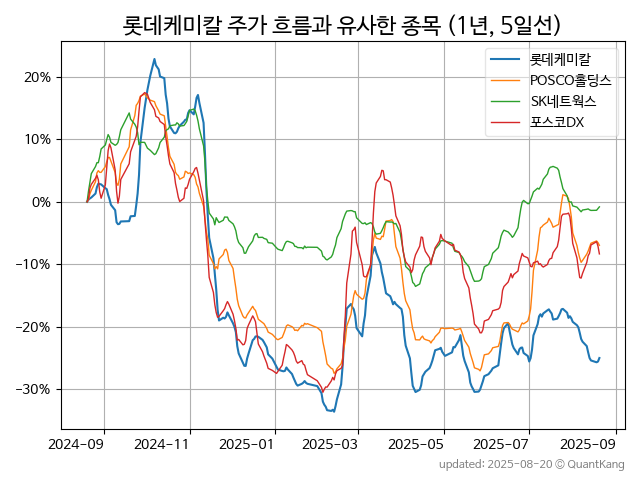 롯데케미칼 주가 흐름과 유사한 종목 (1년, 5일선)
롯데케미칼
POSCO홀딩스
SK네트웍스
포스코DX
20%
10%
0%
−10%
−20%
−30%
2024-09 2024-11 2025-01 2025-03 2025-05 2025-07 2025-09
updated: 2025-08-20 © QuantKang